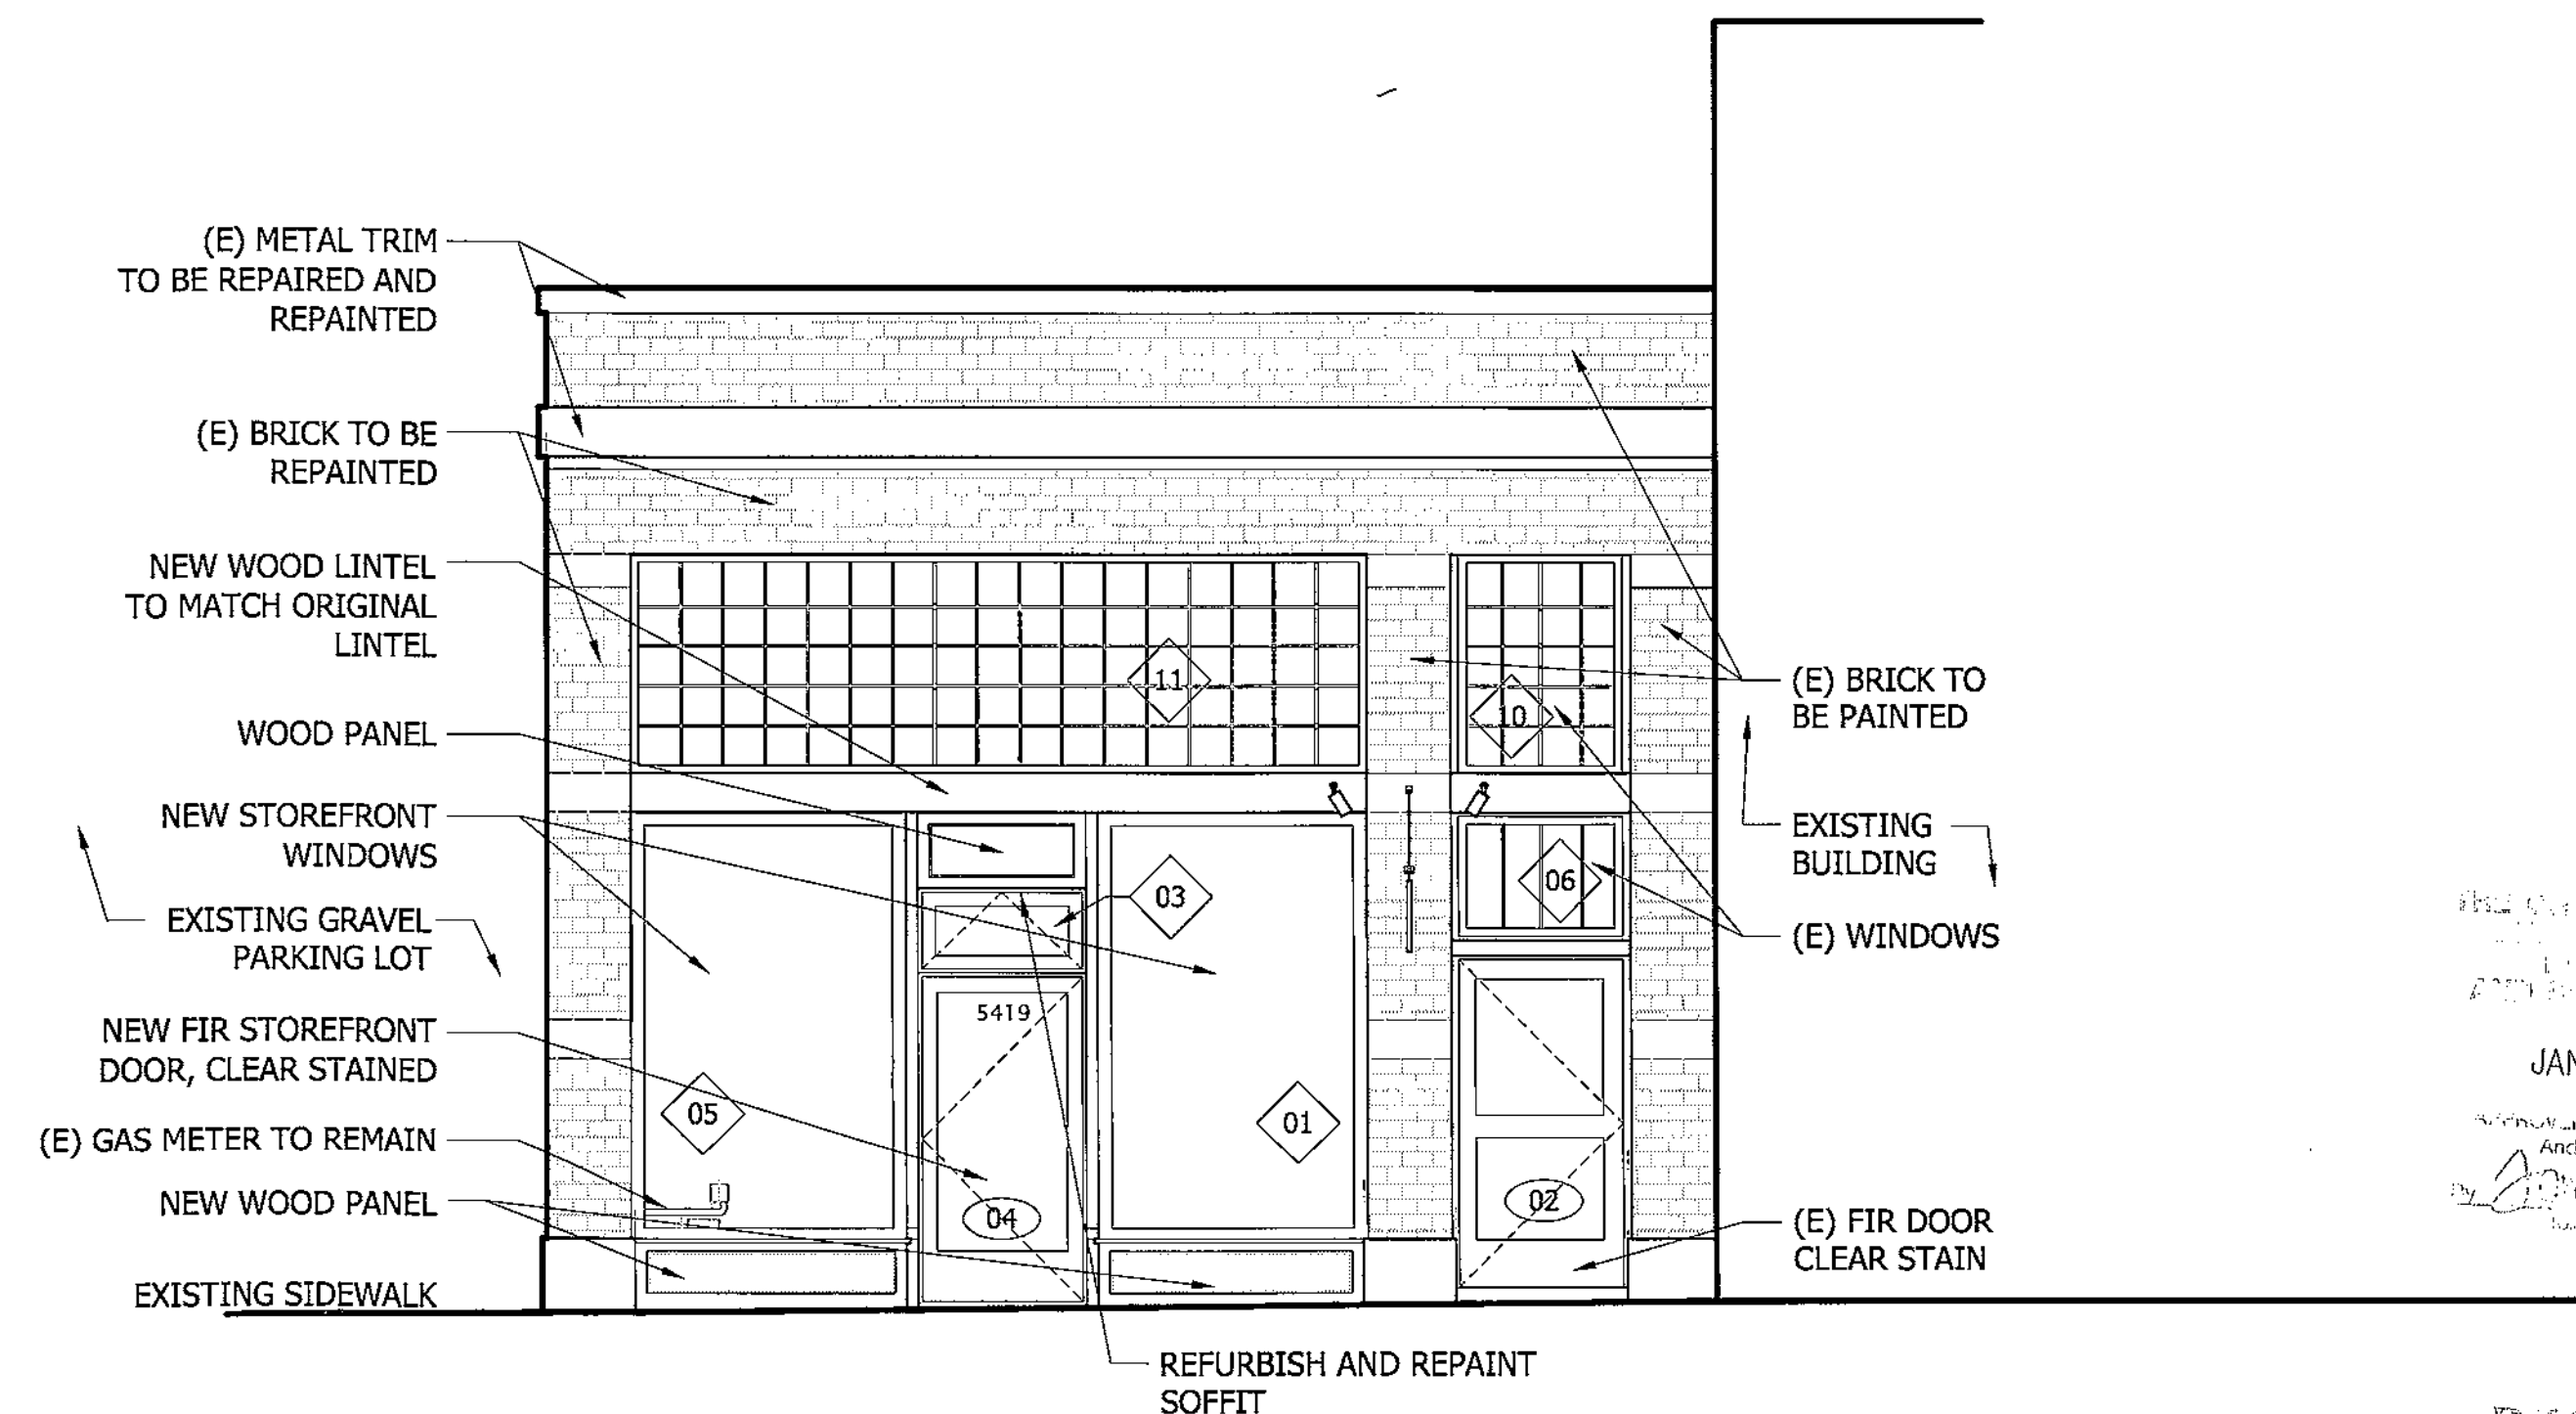 (E) METAL TRIM
TO BE REPAIRED AND
REPAINTED
(E) BRICK TO BE
REPAINTED
NEW WOOD LINTEL
TO MATCH ORIGINAL
LINTEL
WOOD PANEL
NEW STOREFRONT
WINDOWS
EXISTING GRAVEL
PARKING LOT
NEW FIR STOREFRONT
DOOR, CLEAR STAINED
(E) GAS METER TO REMAIN
NEW WOOD PANEL
EXISTING SIDEWALK
11
10
03
06
5419
05
01
04
02
(E) BRICK TO
BE PAINTED
EXISTING
BUILDING
(E) WINDOWS
(E) FIR DOOR
CLEAR STAIN
REFURBISH AND REPAINT
SOFFIT
JAN